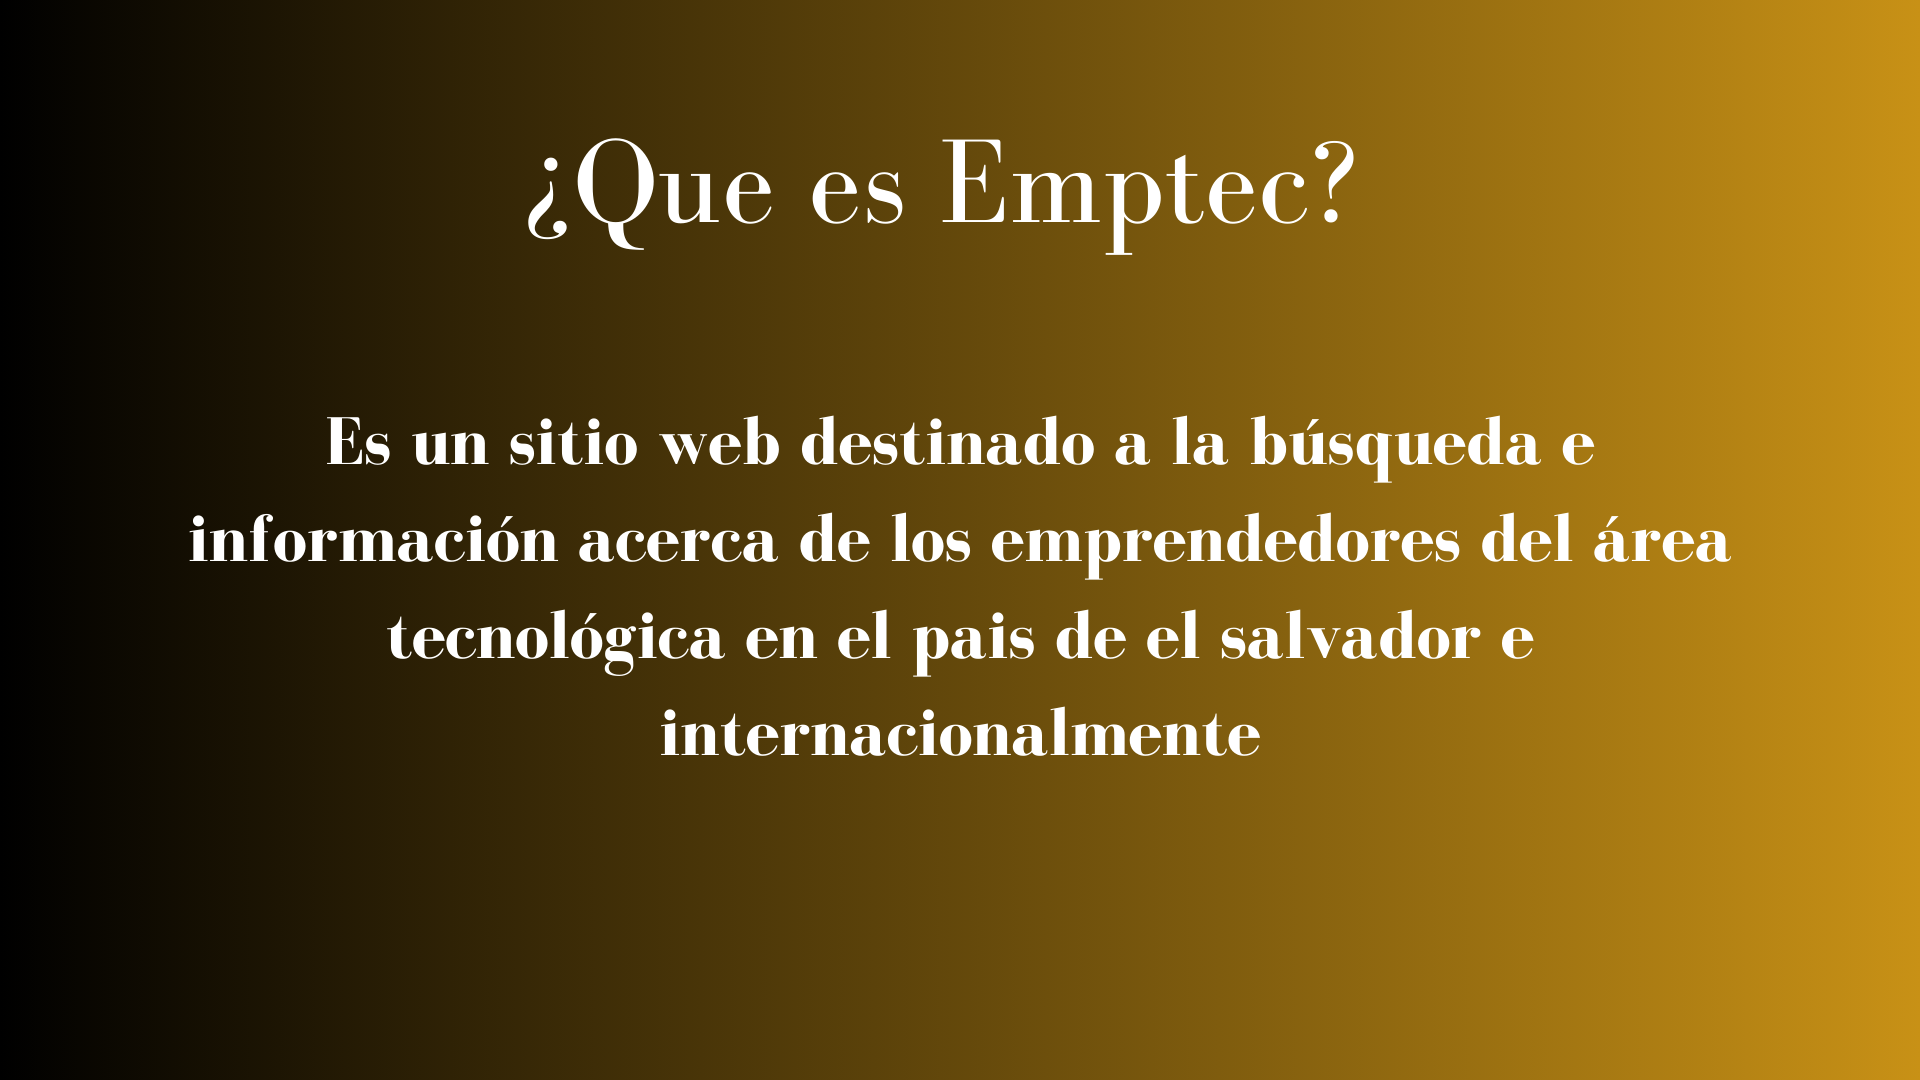 ¿Que es Emptec?
Es un sitio web destinado a la búsqueda e
información acerca de los emprendedores del área
tecnológica en el pais de el salvador e
internacionalmente